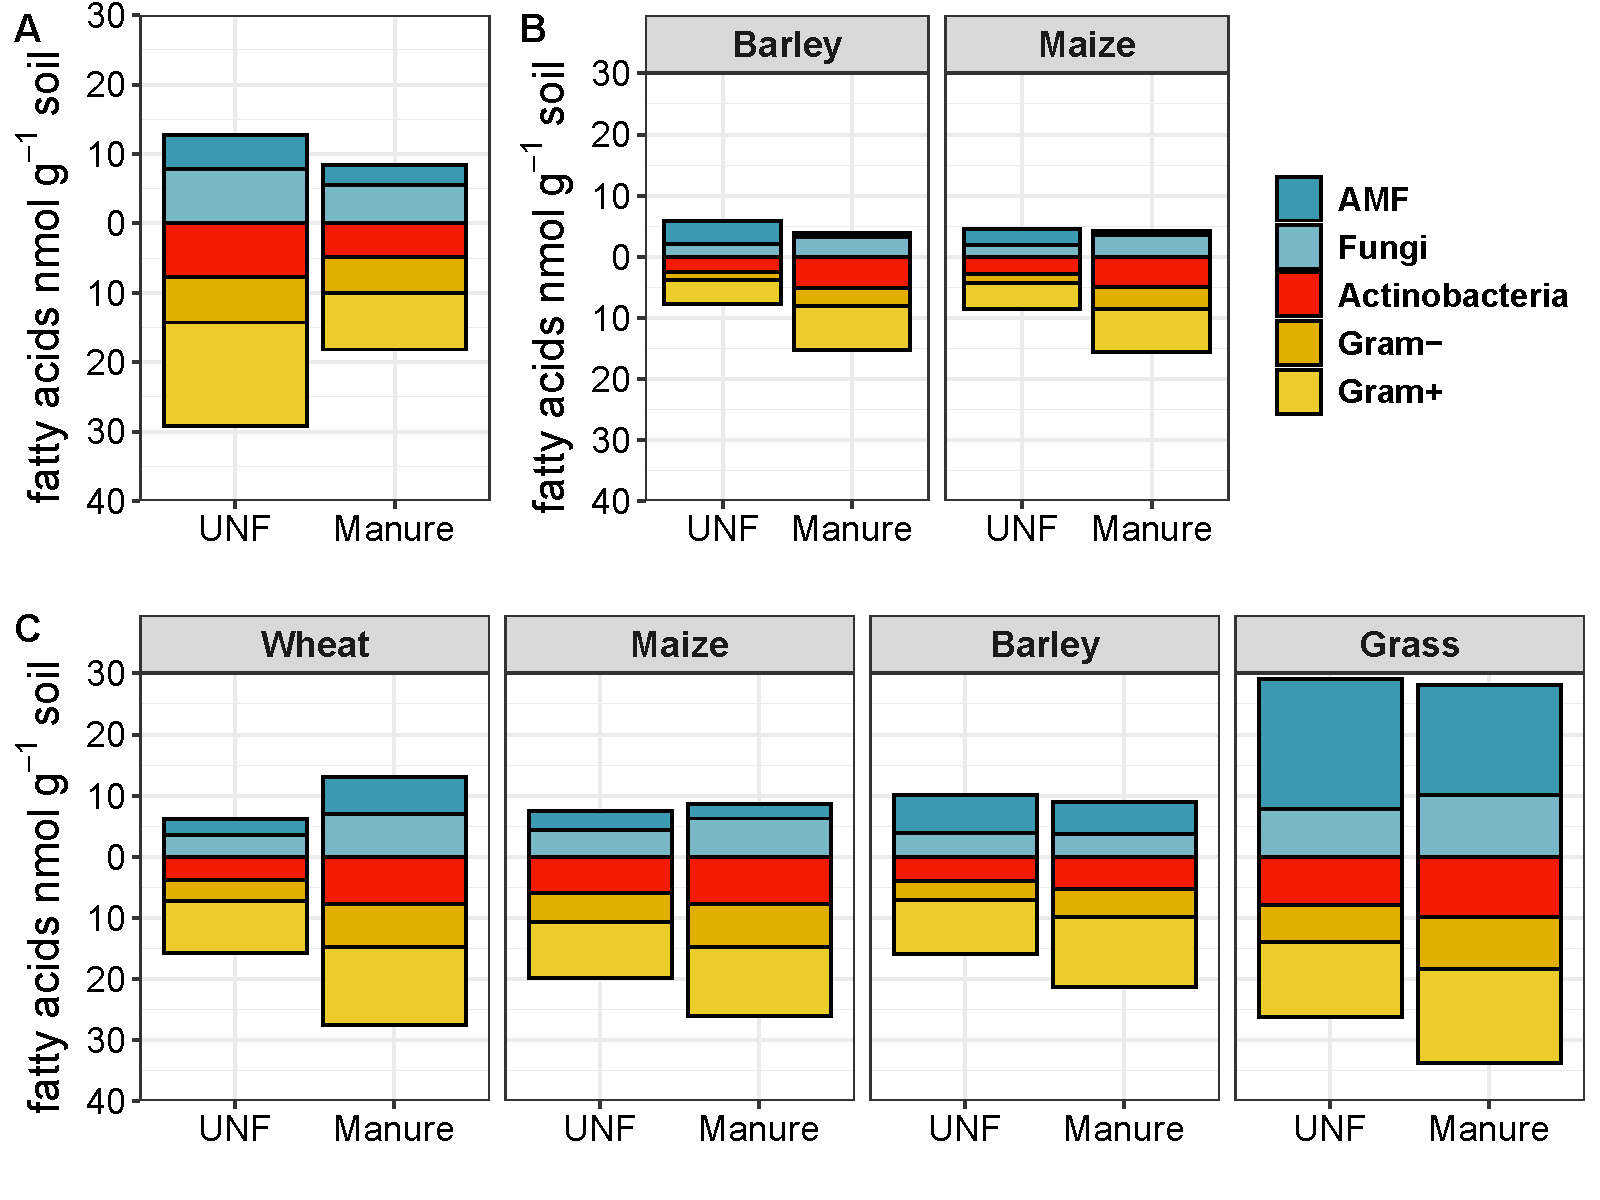 A
fatty acids nmol g⁻¹ soil
30
20
10
0
10
20
30
40
UNF Manure
B
fatty acids nmol g⁻¹ soil
Barley Maize
30
20
10
0
10
20
30
40
UNF Manure UNF Manure
AMF
Fungi
Actinobacteria
Gram−
Gram+
C
fatty acids nmol g⁻¹ soil
Wheat Maize Barley Grass
30
20
10
0
10
20
30
40
UNF Manure UNF Manure UNF Manure UNF Manure